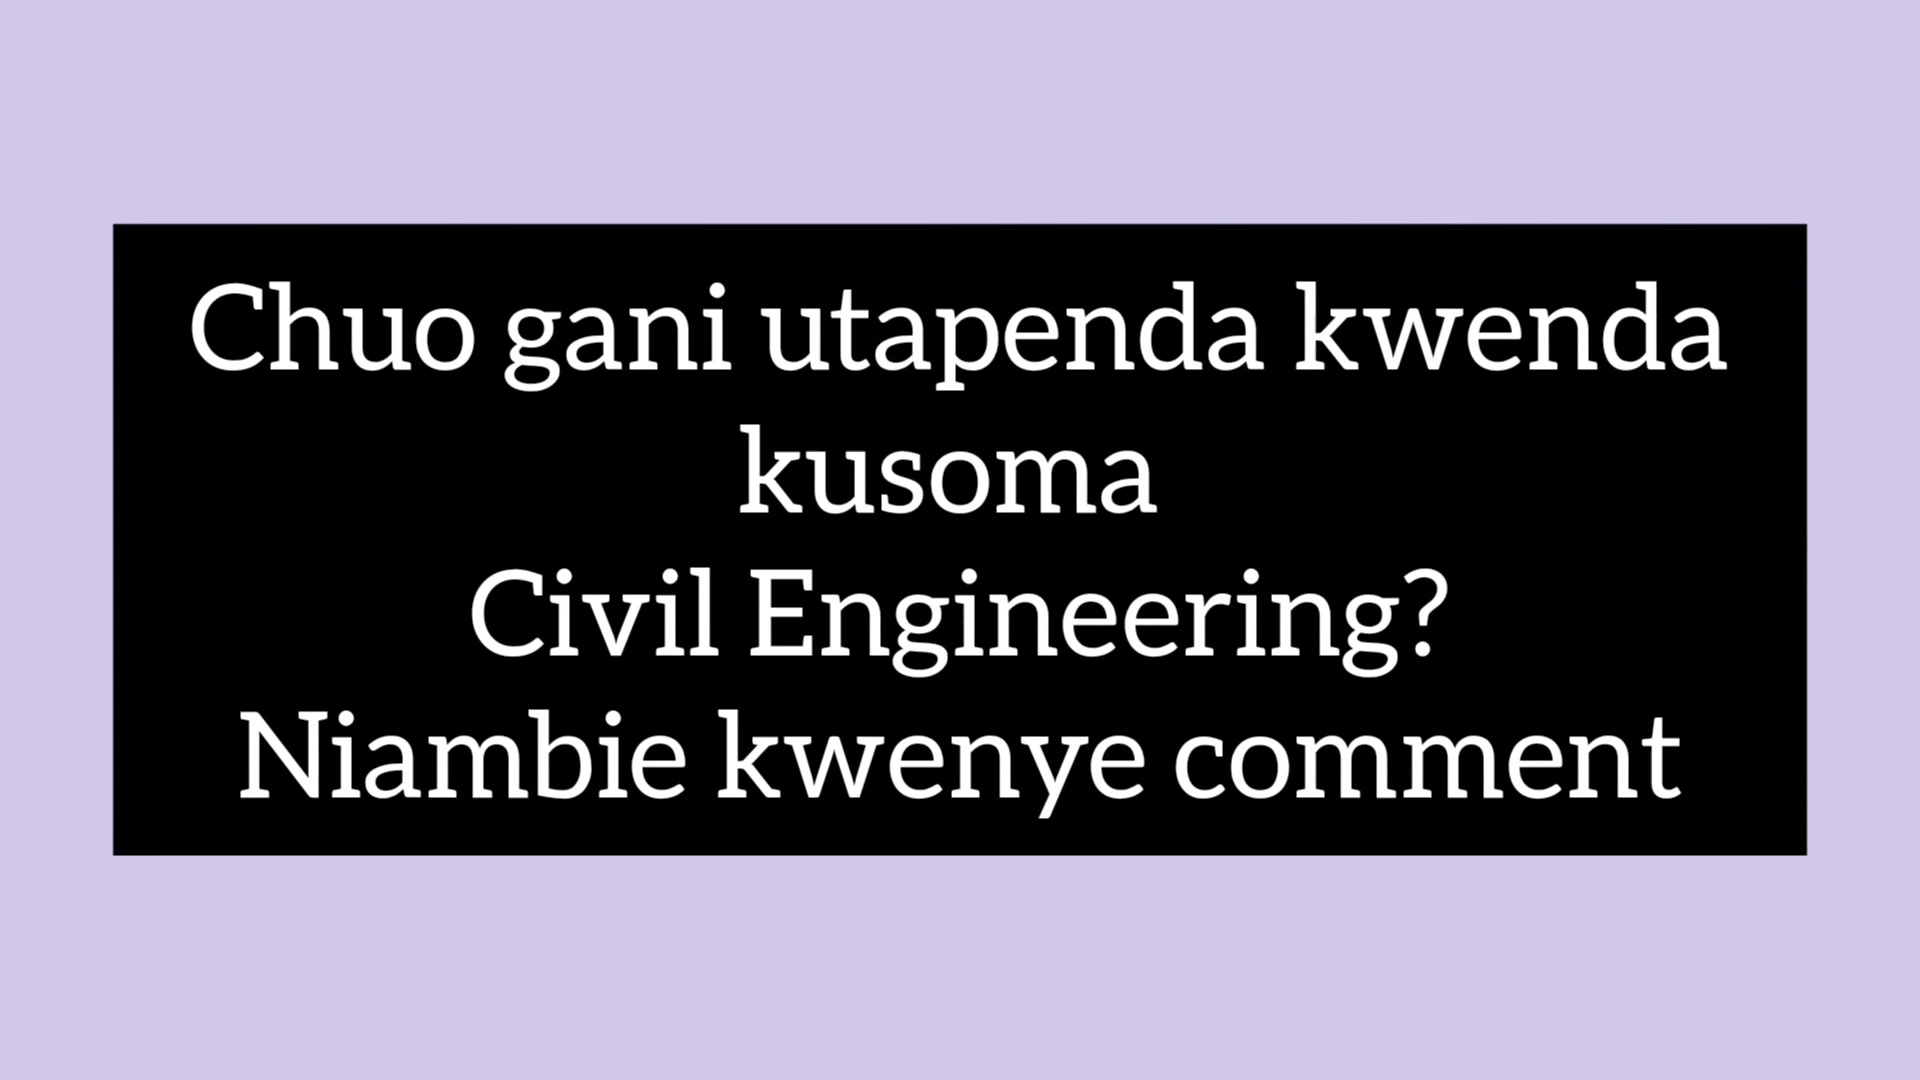 Chuo gani utapenda kwenda
kusoma
Civil Engineering?
Niambie kwenye comment